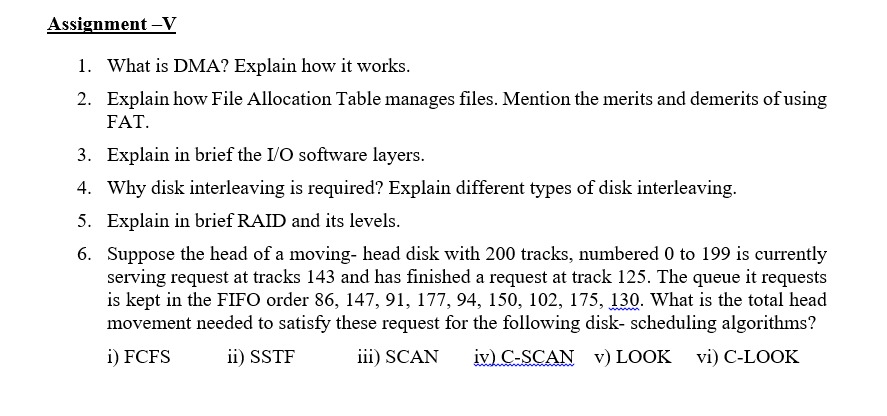 Assignment –V
1. What is DMA? Explain how it works.
2. Explain how File Allocation Table manages files. Mention the merits and demerits of using
FAT.
3. Explain in brief the I/O software layers.
4. Why disk interleaving is required? Explain different types of disk interleaving.
5. Explain in brief RAID and its levels.
6. Suppose the head of a moving- head disk with 200 tracks, numbered 0 to 199 is currently
serving request at tracks 143 and has finished a request at track 125. The queue it requests
is kept in the FIFO order 86, 147, 91, 177, 94, 150, 102, 175, 130. What is the total head
movement needed to satisfy these request for the following disk- scheduling algorithms?
i) FCFS ii) SSTF iii) SCAN iv) C-SCAN v) LOOK vi) C-LOOK